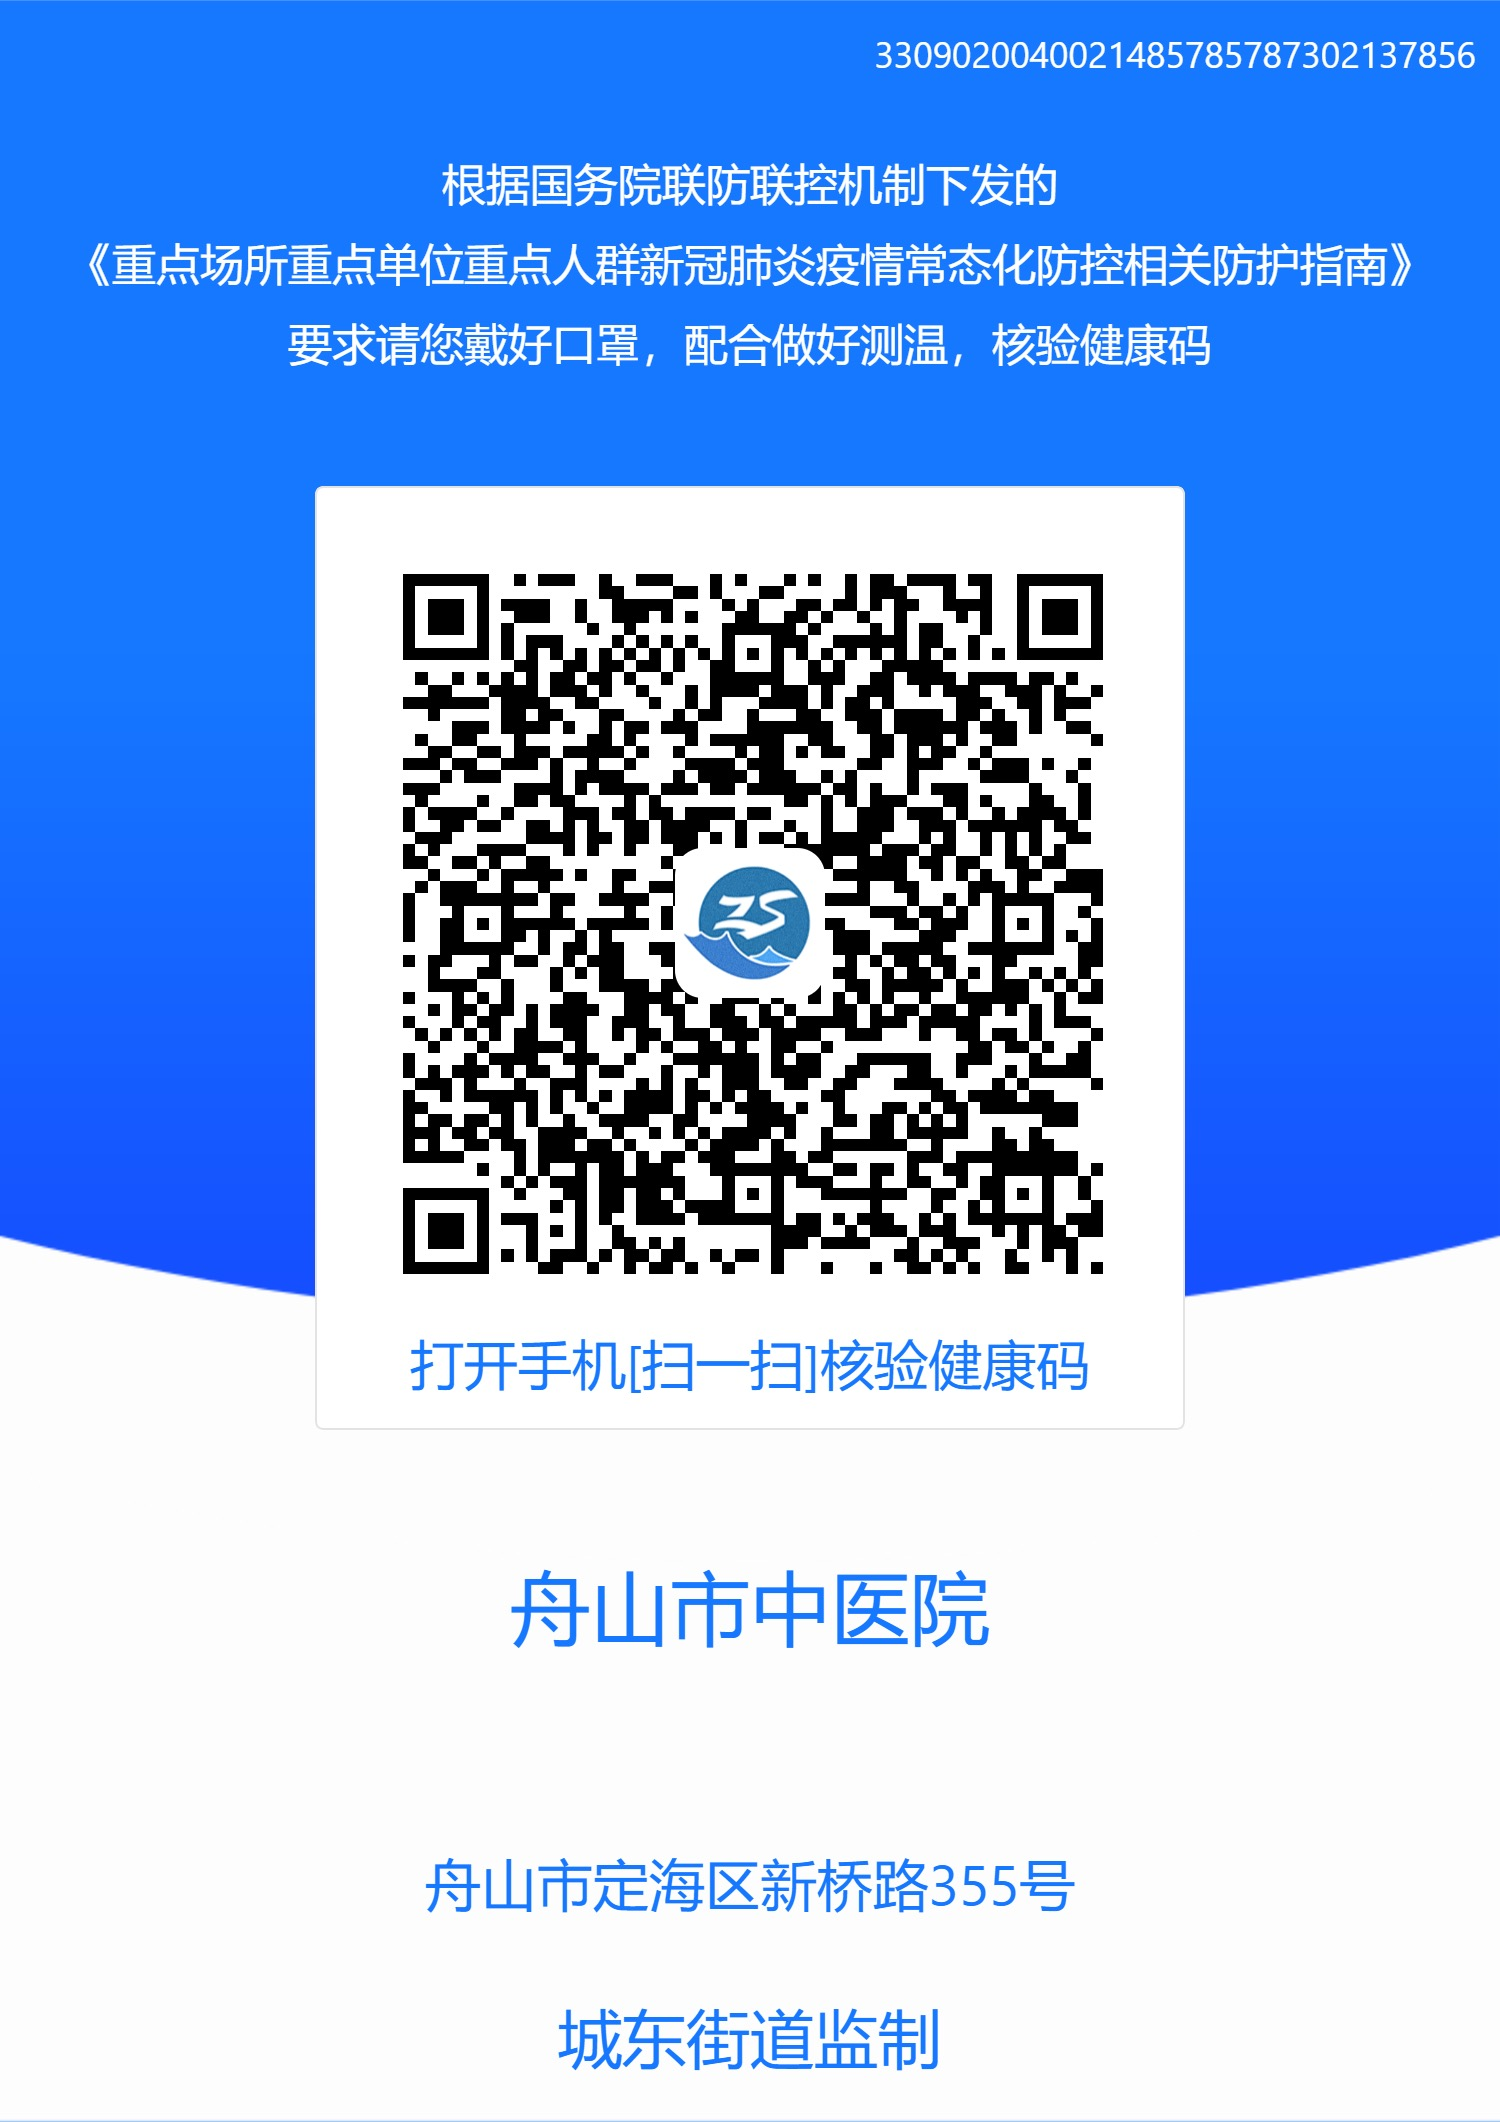 330902004002148578578730213​7856
根据国务院联防联控机制下发的
《重点场所重点单位重点人群新冠肺炎疫情常态化防控相关防护指南》
要求请您戴好口罩，配合做好测温，核验健康码
ZS
打开手机[扫一扫]核验健康码
舟山市中医院
舟山市定海区新桥路355号
城东街道监制